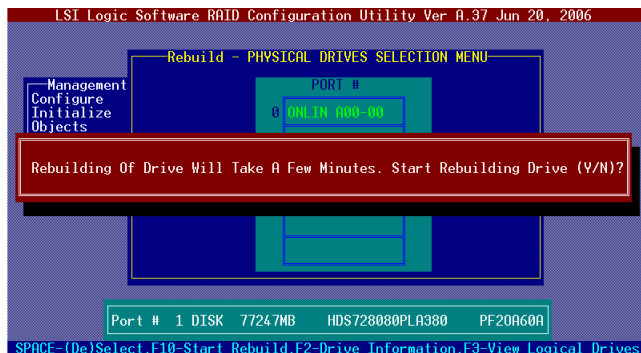 LSI Logic Software RAID Configuration Utility Ver A.37 Jun 20, 2006
Rebuild - PHYSICAL DRIVES SELECTION MENU
Management
PORT #
Configure
Initialize
0 ONLIN A00-00
Objects
Rebuilding Of Drive Will Take A Few Minutes. Start Rebuilding Drive (Y/N)?
Port # 1 DISK 77247MB HDS728080PLA380 PF2OA60A
SPACE-(De)Select,F10-Start Rebuild,F2-Drive Information,F3-View Logical Drives